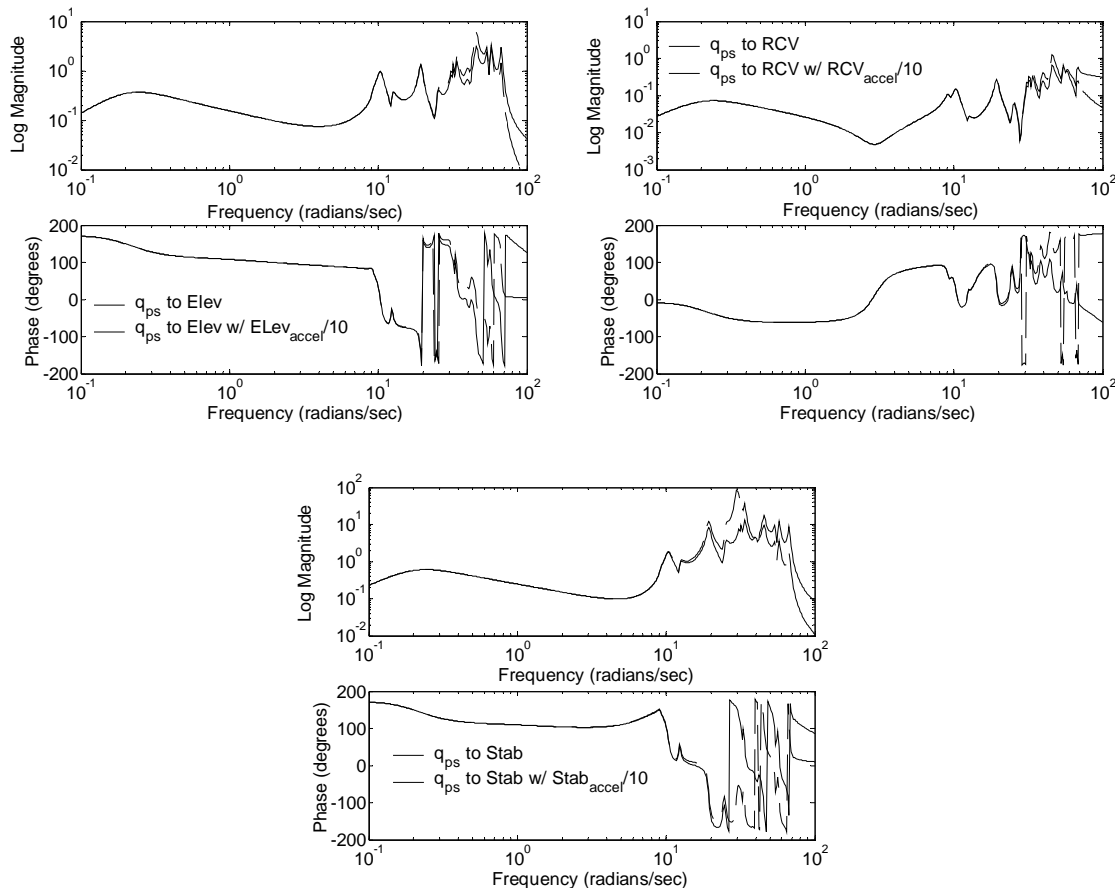 10^1
10^0
10^-1
10^-2
Log Magnitude
10^-1 10^0 10^1 10^2
Frequency (radians/sec)
200
100
0
-100
-200
Phase (degrees)
q_ps to Elev
q_ps to Elev w/ ELev_accel/10
10^-1 10^0 10^1 10^2
Frequency (radians/sec)
10^2
10^1
10^0
10^-1
10^-2
10^-3
Log Magnitude
q_ps to RCV
q_ps to RCV w/ RCV_accel/10
10^-1 10^0 10^1 10^2
Frequency (radians/sec)
200
100
0
-100
-200
Phase (degrees)
10^-1 10^0 10^1 10^2
Frequency (radians/sec)
10^2
10^1
10^0
10^-1
10^-2
Log Magnitude
10^-1 10^0 10^1 10^2
Frequency (radians/sec)
200
100
0
-100
-200
Phase (degrees)
q_ps to Stab
q_ps to Stab w/ Stab_accel/10
10^-1 10^0 10^1 10^2
Frequency (radians/sec)